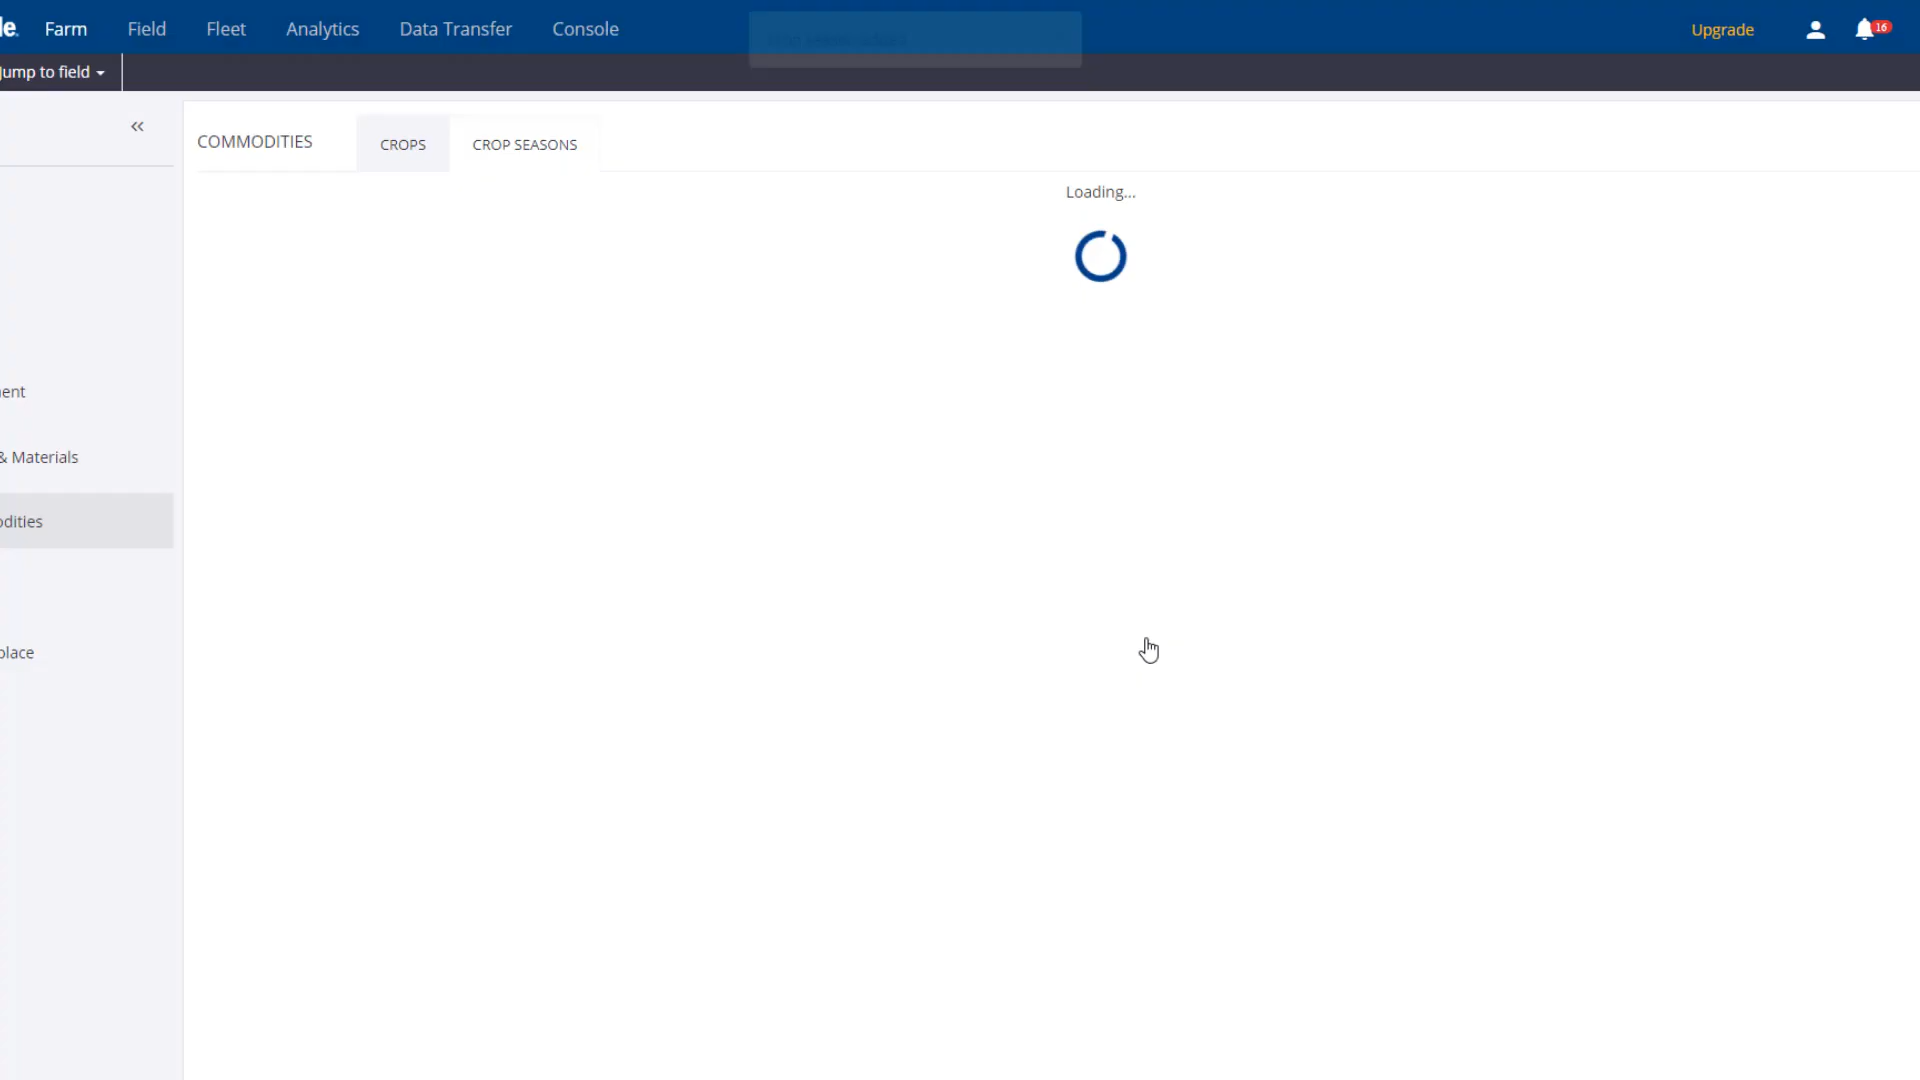 le. Farm Field Fleet Analytics Data Transfer Console Upgrade 16
Jump to field
COMMODITIES CROPS CROP SEASONS
Loading...
ent
& Materials
odities
place